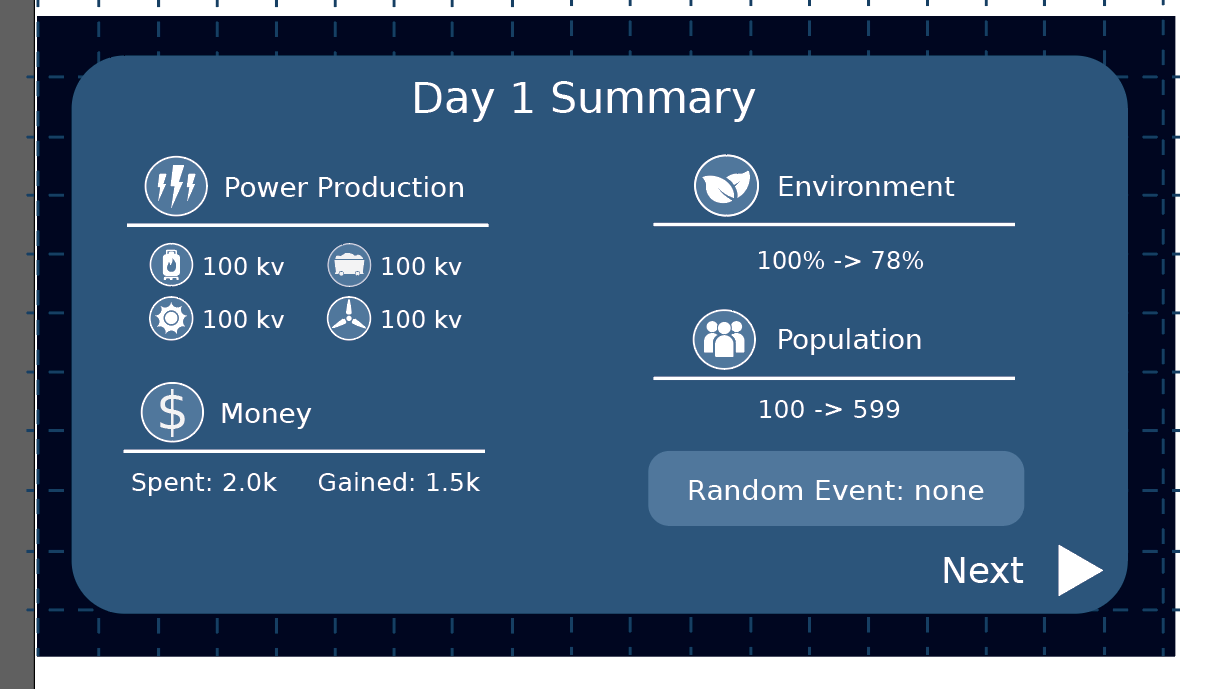 Day 1 Summary
Power Production
100 kv 100 kv
100 kv 100 kv
$ Money
Spent: 2.0k Gained: 1.5k
Environment
100% -> 78%
Population
100 -> 599
Random Event: none
Next